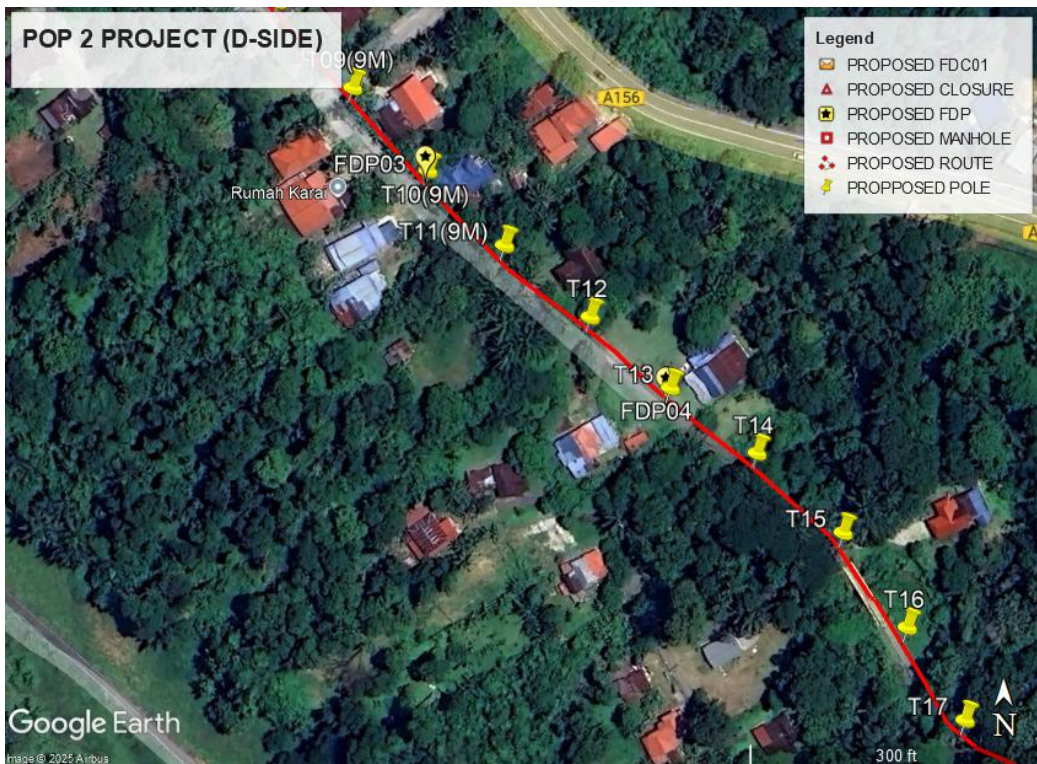 POP 2 PROJECT (D-SIDE)
Legend
PROPOSED FDC01
PROPOSED CLOSURE
PROPOSED FDP
PROPOSED MANHOLE
PROPOSED ROUTE
PROPPOSED POLE
T09(9M)
A156
FDP03
Rumah Karai
T10(9M)
T11(9M)
A
T12
T13
FDP04
T14
T15
T16
T17
N
Google Earth
Image © 2025 Airbus
300 ft